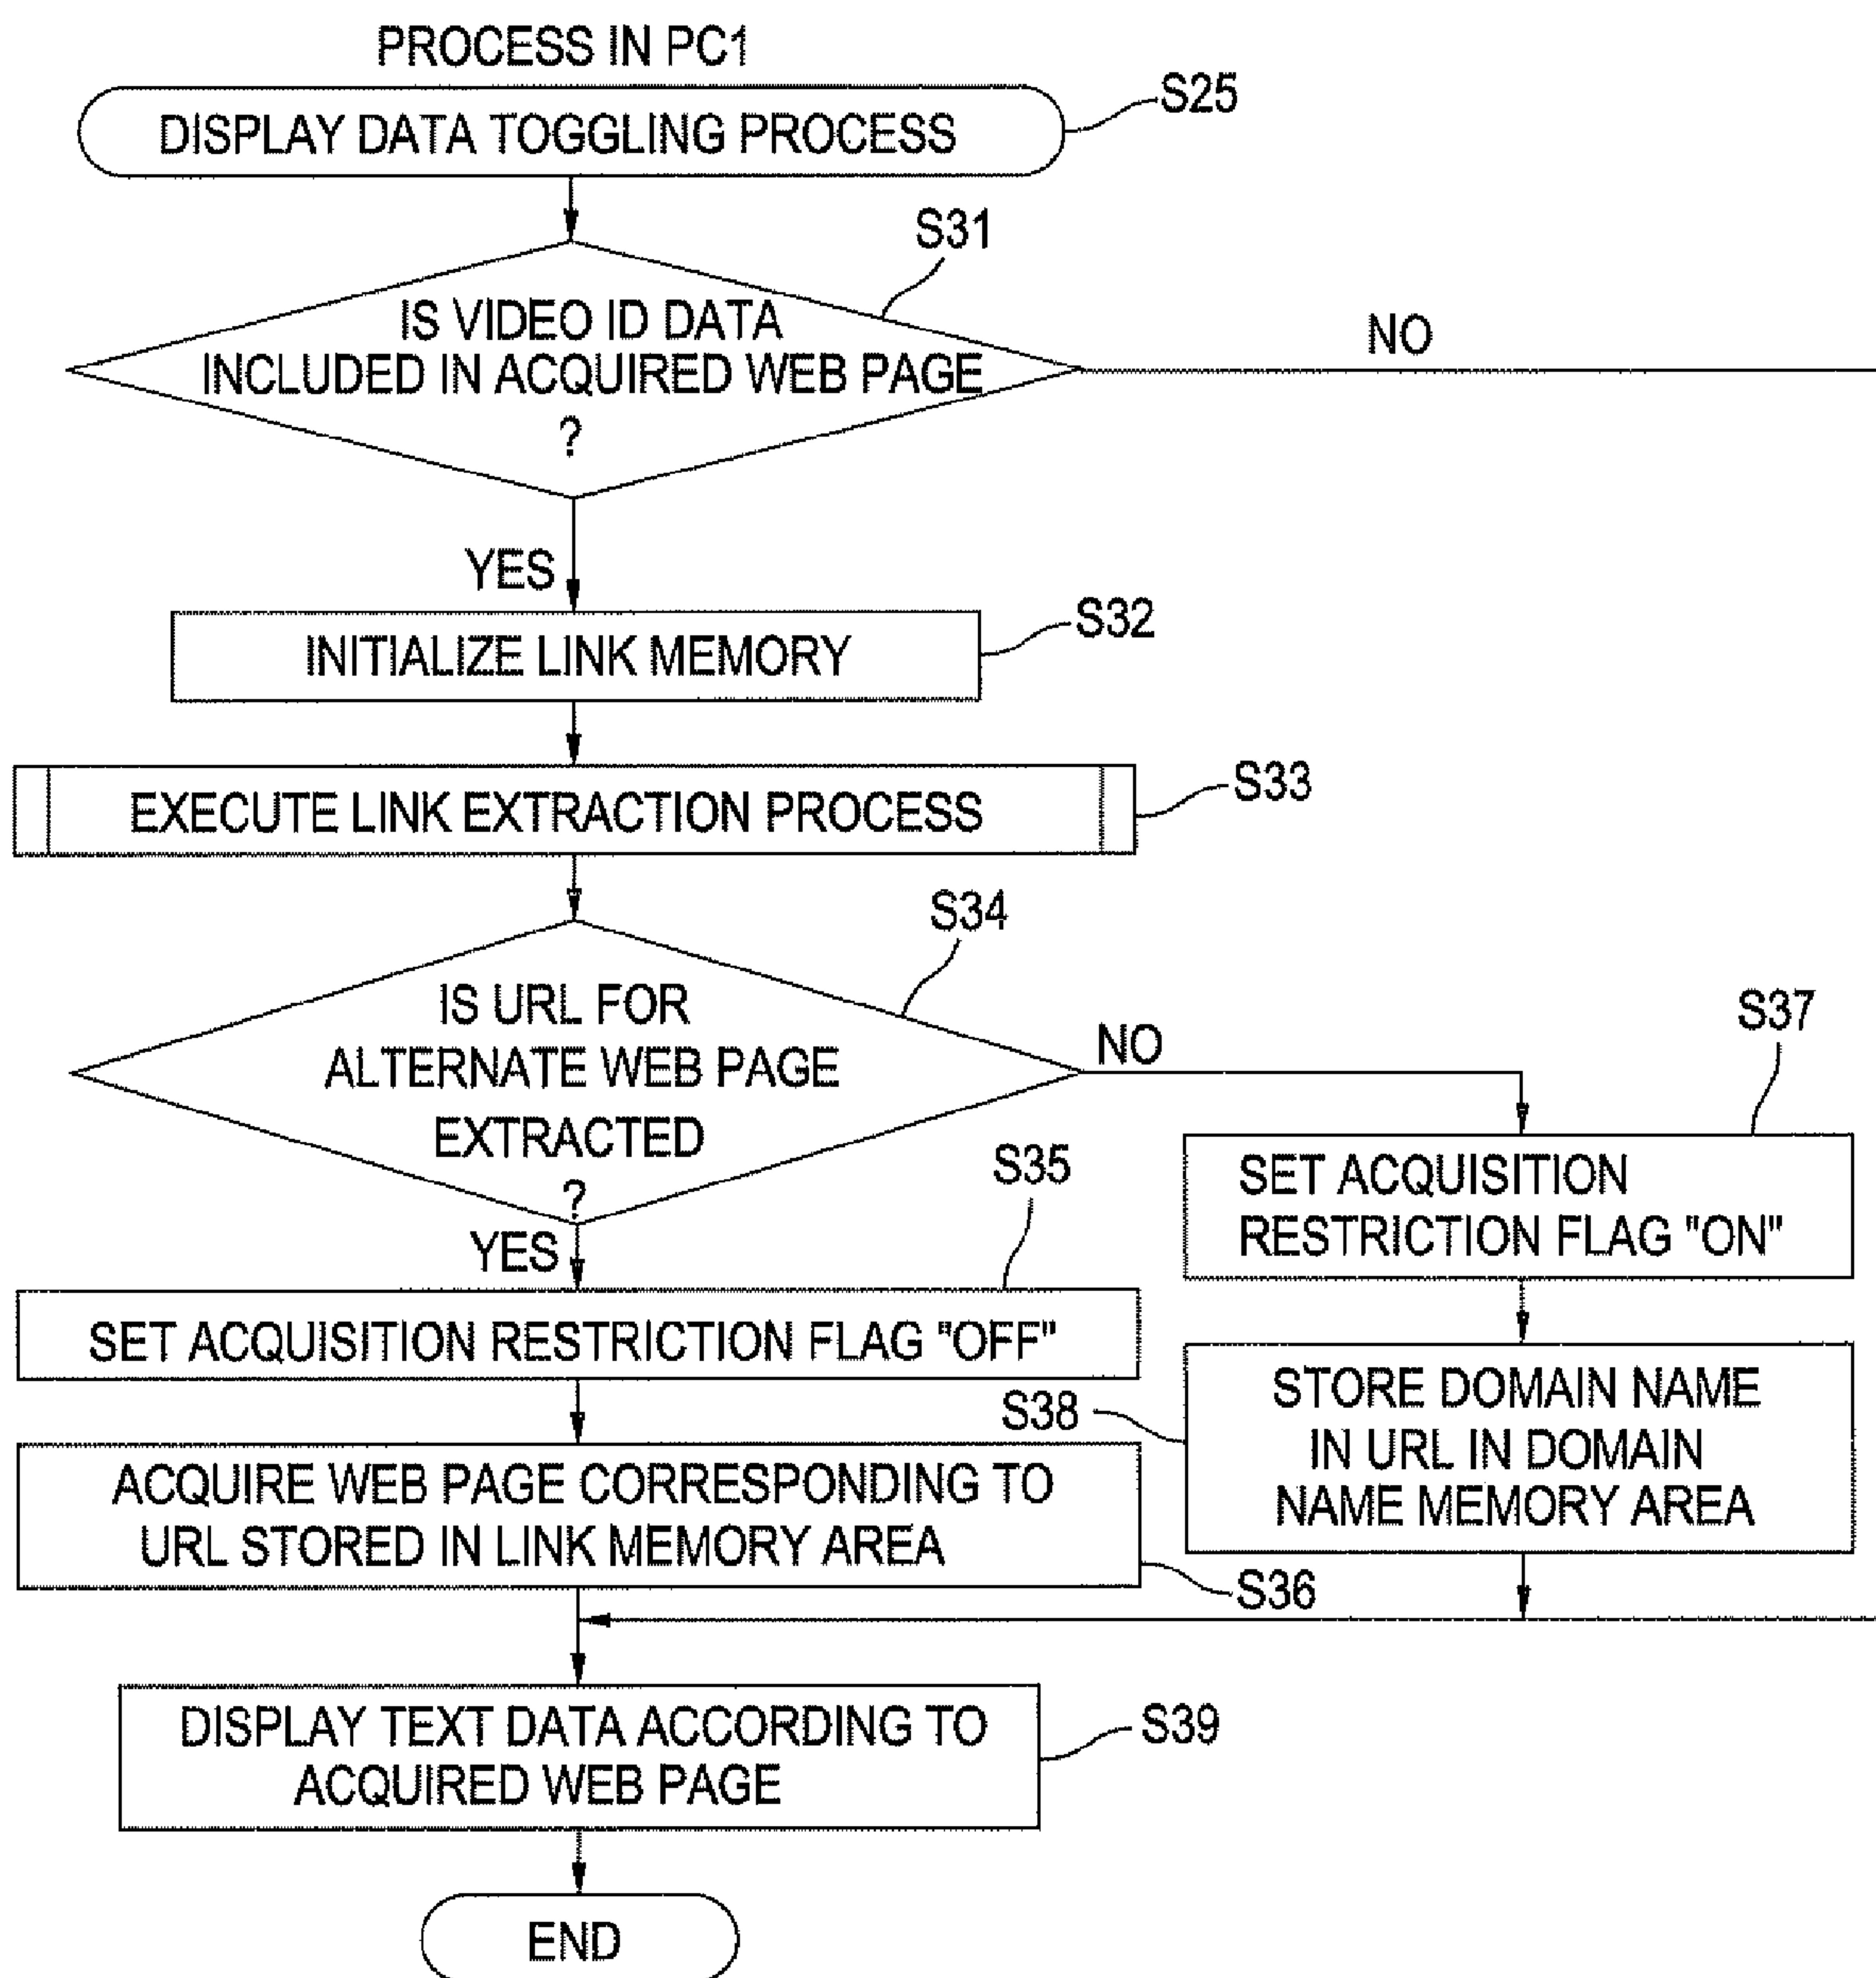 PROCESS IN PC1
DISPLAY DATA TOGGLING PROCESS
S25
S31
IS VIDEO ID DATA
INCLUDED IN ACQUIRED WEB PAGE
?
NO
YES
INITIALIZE LINK MEMORY
S32
EXECUTE LINK EXTRACTION PROCESS
S33
S34
IS URL FOR
ALTERNATE WEB PAGE
EXTRACTED
?
NO
YES
S37
SET ACQUISITION
RESTRICTION FLAG "ON"
S35
SET ACQUISITION RESTRICTION FLAG "OFF"
S38
STORE DOMAIN NAME
IN URL IN DOMAIN
NAME MEMORY AREA
ACQUIRE WEB PAGE CORRESPONDING TO
URL STORED IN LINK MEMORY AREA
S36
DISPLAY TEXT DATA ACCORDING TO
ACQUIRED WEB PAGE
S39
END